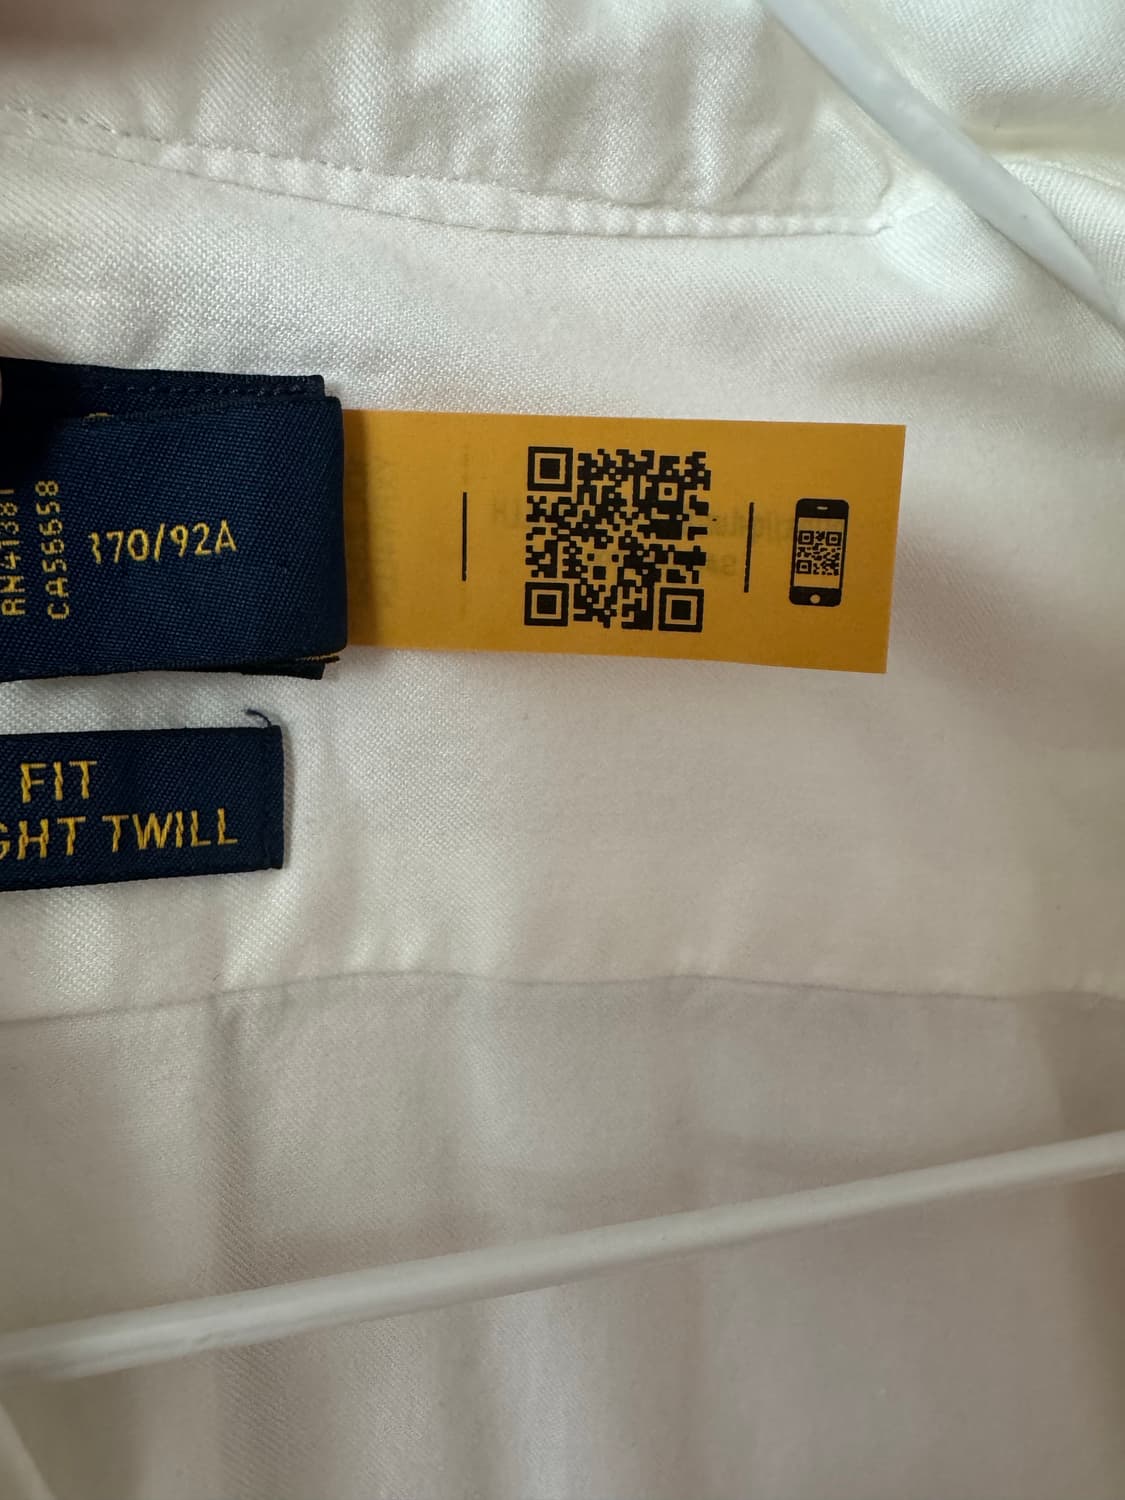 RN41381
CA56658
170/92A
FIT
GHT TWILL